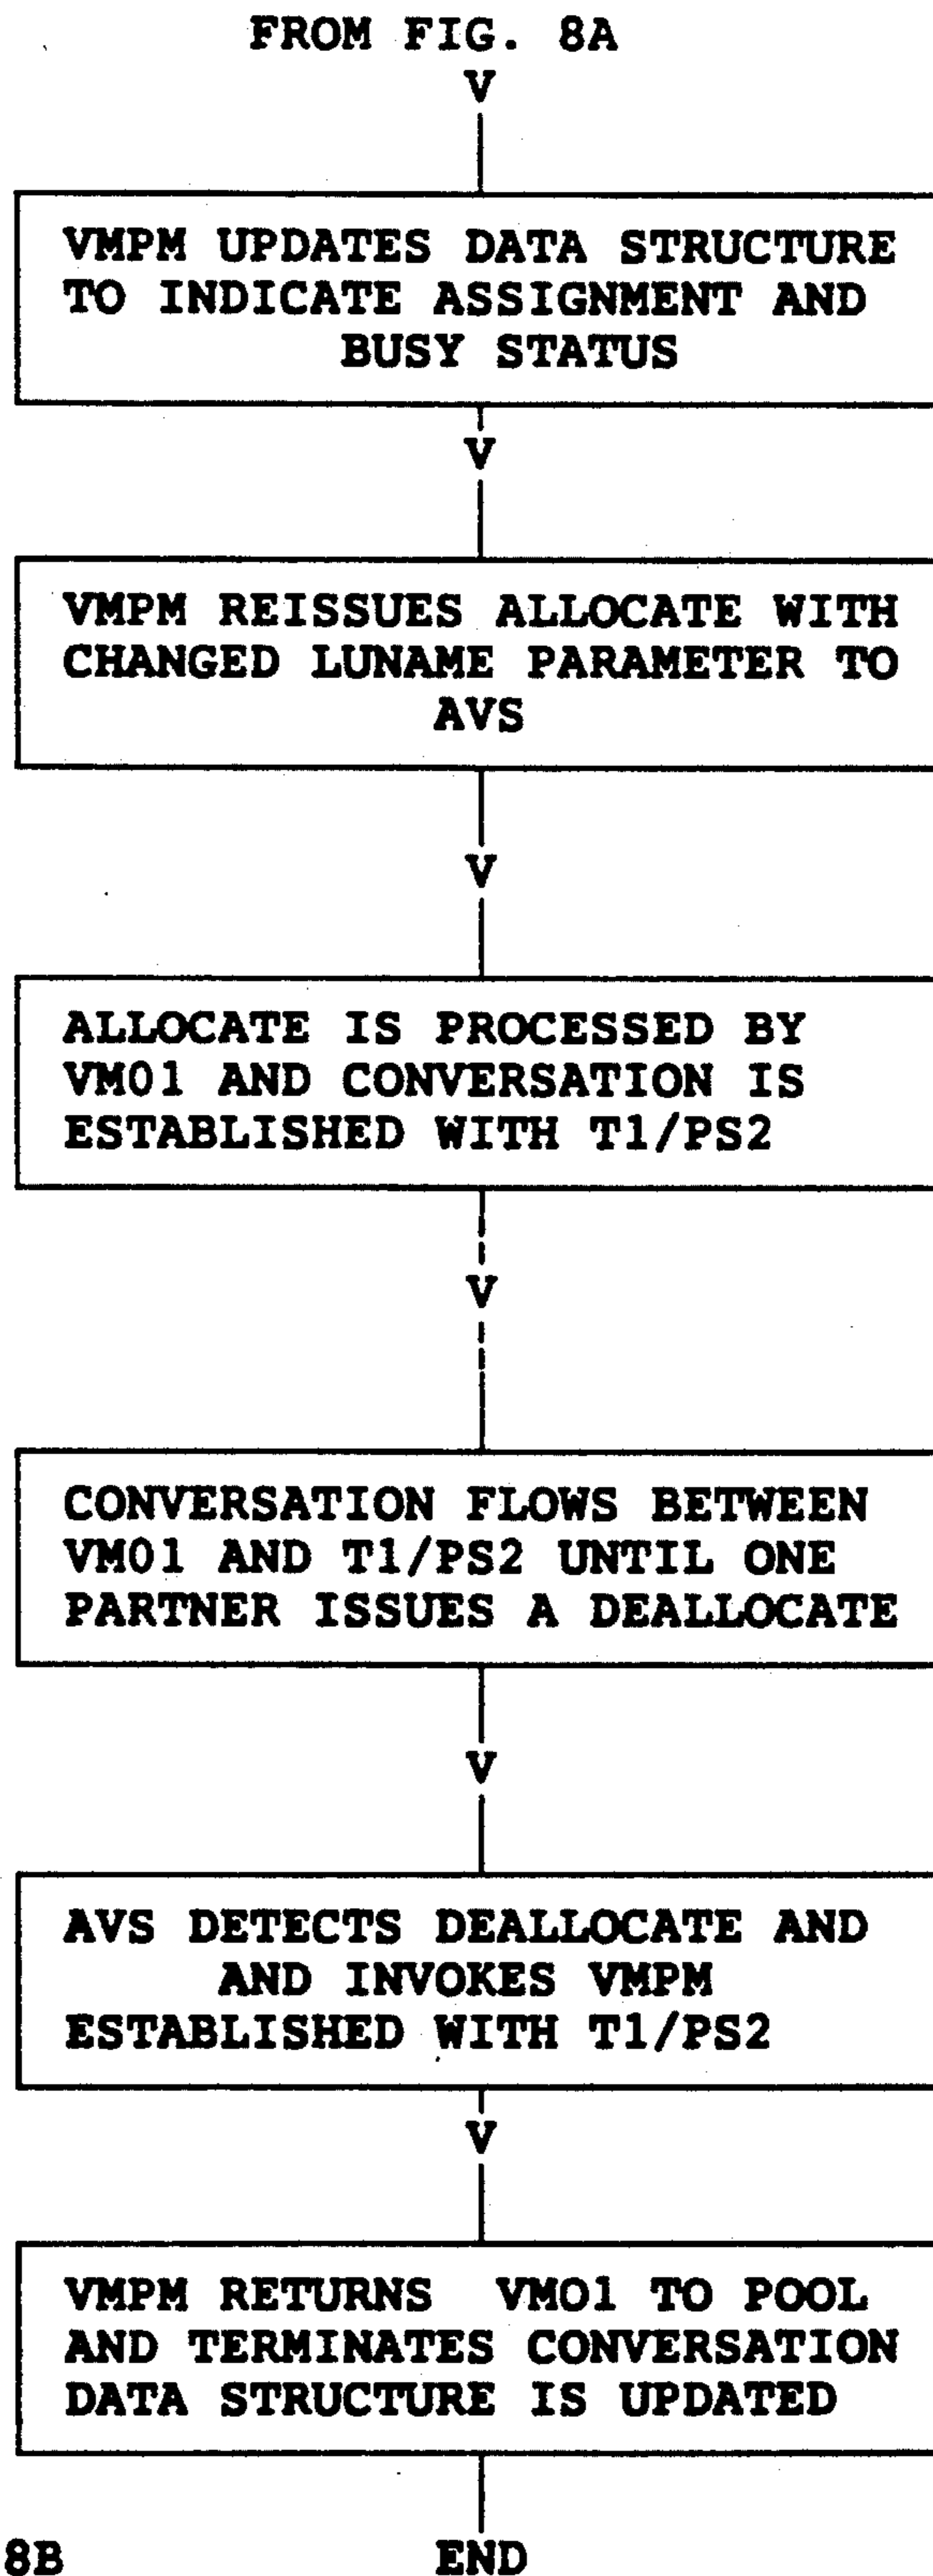 FROM FIG. 8A
V
VMPM UPDATES DATA STRUCTURE
TO INDICATE ASSIGNMENT AND
BUSY STATUS
V
VMPM REISSUES ALLOCATE WITH
CHANGED LUNAME PARAMETER TO
AVS
V
ALLOCATE IS PROCESSED BY
VM01 AND CONVERSATION IS
ESTABLISHED WITH T1/PS2
V
CONVERSATION FLOWS BETWEEN
VM01 AND T1/PS2 UNTIL ONE
PARTNER ISSUES A DEALLOCATE
V
AVS DETECTS DEALLOCATE AND
AND INVOKES VMPM
ESTABLISHED WITH T1/PS2
V
VMPM RETURNS VMO1 TO POOL
AND TERMINATES CONVERSATION
DATA STRUCTURE IS UPDATED
8B END